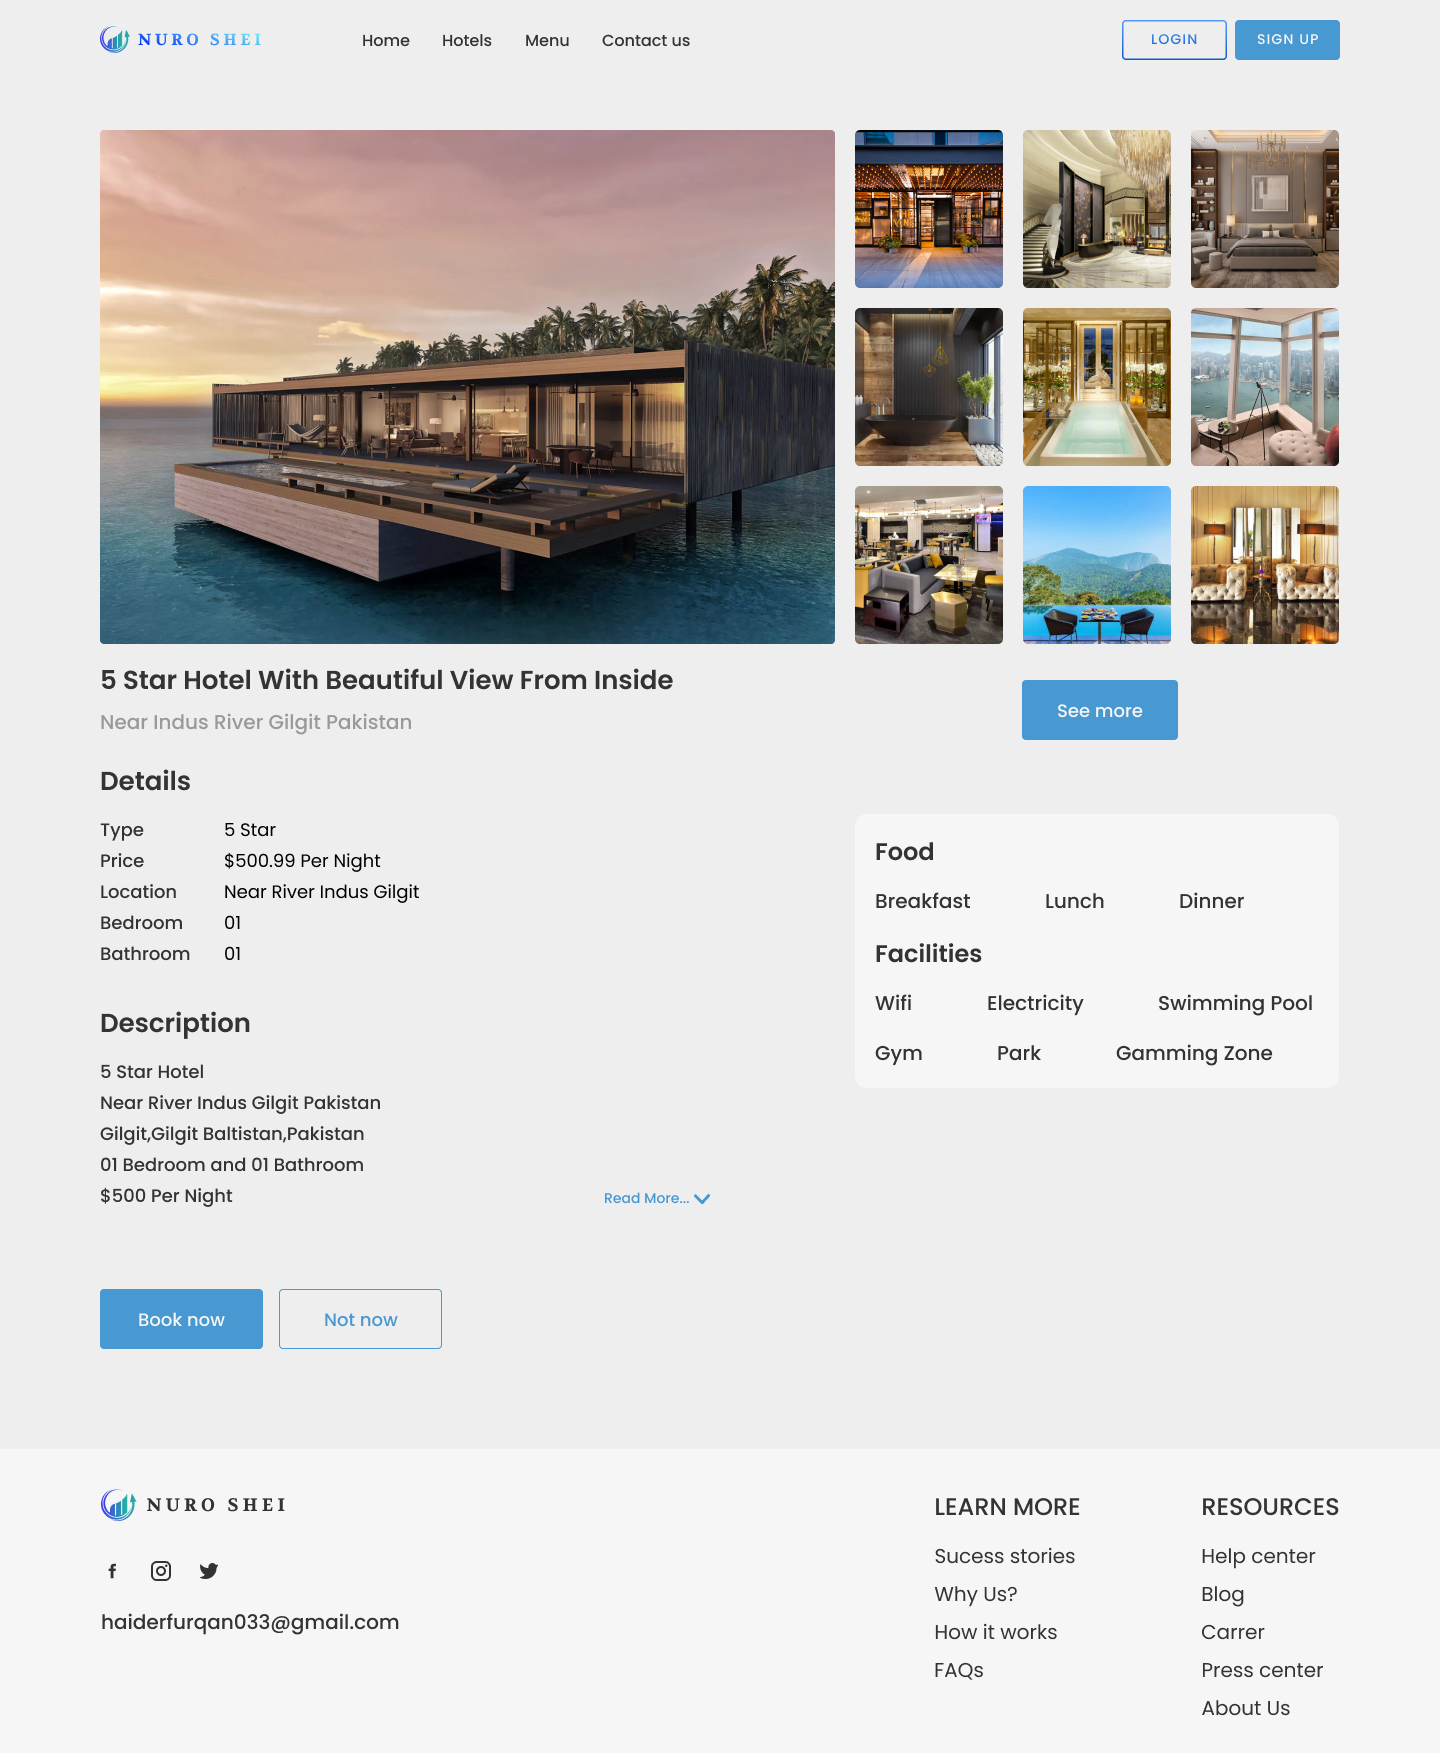 NURO SHEI
Home Hotels Menu Contact us
LOGIN SIGN UP
5 Star Hotel With Beautiful View From Inside
Near Indus River Gilgit Pakistan
See more
Details
Type 5 Star
Price $500.99 Per Night
Location Near River Indus Gilgit
Bedroom 01
Bathroom 01
Food
Breakfast Lunch Dinner
Facilities
Wifi Electricity Swimming Pool
Gym Park Gamming Zone
Description
5 Star Hotel
Near River Indus Gilgit Pakistan
Gilgit,Gilgit Baltistan,Pakistan
01 Bedroom and 01 Bathroom
$500 Per Night
Read More...
Book now Not now
NURO SHEI
haiderfurqan033@gmail.com
LEARN MORE
Sucess stories
Why Us?
How it works
FAQs
RESOURCES
Help center
Blog
Carrer
Press center
About Us